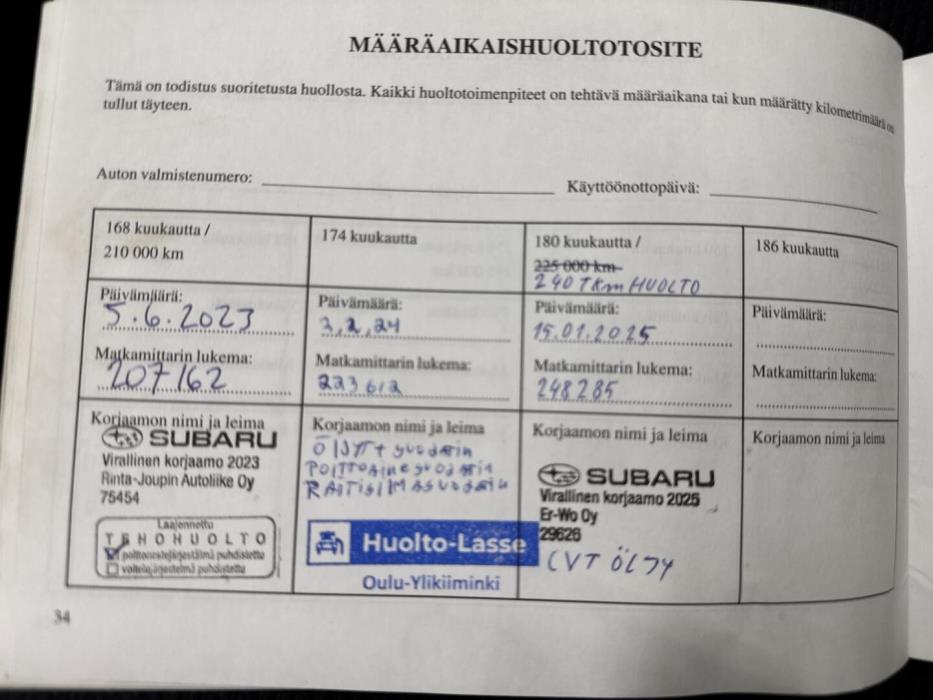 MÄÄRÄAIKAISHUOLTOTOSITE
Tämä on todistus suoritetusta huollosta. Kaikki huoltotoimenpiteet on tehtävä määräaikana tai kun määrätty kilometrimäärä on
tullut täyteen.
Auton valmistenumero:
Käyttöönottopäivä:
168 kuukautta /
210 000 km
Päivämäärä:
5.6.2023
Matkamittarin lukema:
207162
Korjaamon nimi ja leima
SUBARU
Virallinen korjaamo 2023
Rinta-Joupin Autoliike Oy
75454
Laajennettu
TEHOHUOLTO
polttonestejärjestelmä puhdistettu
voitelujärjestelmä puhdistettu
174 kuukautta
Päivämäärä:
3,2,24
Matkamittarin lukema:
223612
Korjaamon nimi ja leima
ÖLJYT+ suodatin
POLTTOAINESUODATIN
RAITISILMASUODATIN
Huolto-Lasse
Oulu-Ylikiiminki
180 kuukautta /
225 000 km
240 TKm HUOLTO
Päivämäärä:
15.01.2025
Matkamittarin lukema:
248285
Korjaamon nimi ja leima
SUBARU
Virallinen korjaamo 2025
Er-Wo Oy
29626
CVT ÖLJY
186 kuukautta
Päivämäärä:
Matkamittarin lukema:
Korjaamon nimi ja leima
34